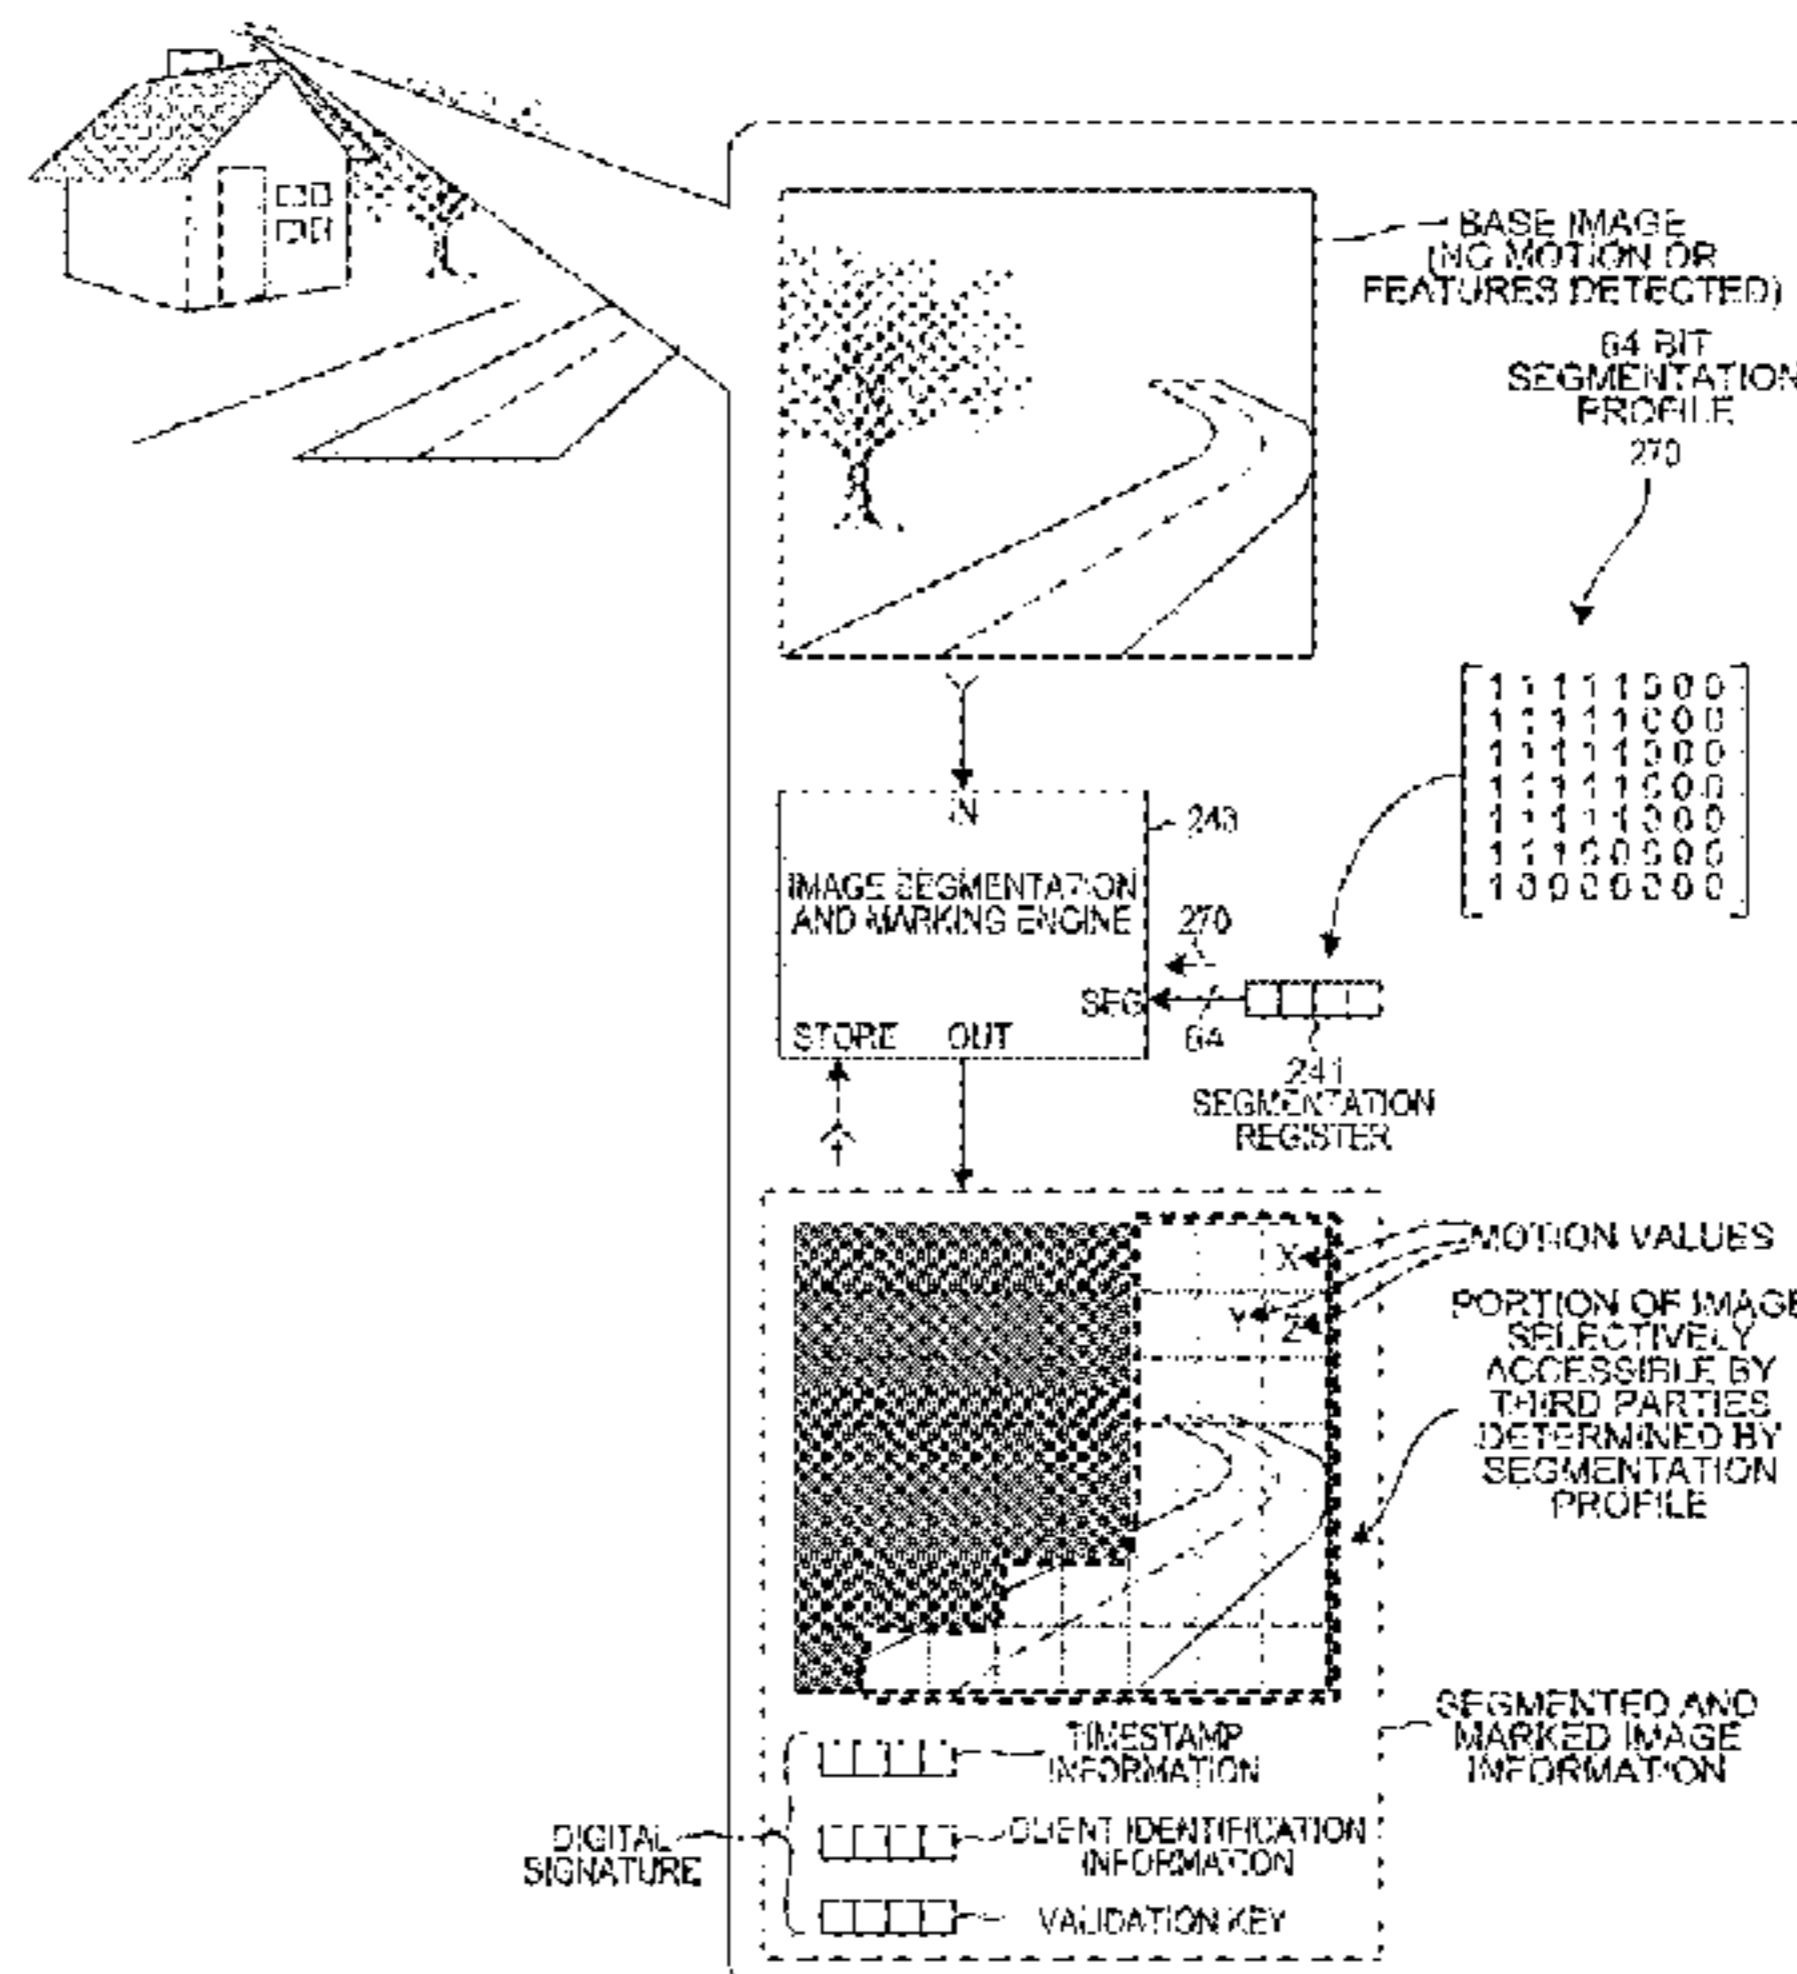 BASE IMAGE
(NO MOTION OR
FEATURES DETECTED)
64 BIT
SEGMENTATION
PROFILE
270
1 1 1 1 1 0 0 0
1 1 1 1 1 0 0 0
1 1 1 1 1 0 0 0
1 1 1 1 1 0 0 0
1 1 1 1 1 0 0 0
1 1 1 0 0 0 0 0
1 0 0 0 0 0 0 0
IN
243
IMAGE SEGMENTATION
AND MARKING ENGINE
270
SEG
STORE OUT
64
241
SEGMENTATION
REGISTER
X
MOTION VALUES
Y Z
PORTION OF IMAGE
SELECTIVELY
ACCESSIBLE BY
THIRD PARTIES
DETERMINED BY
SEGMENTATION
PROFILE
SEGMENTED AND
MARKED IMAGE
INFORMATION
TIMESTAMP
INFORMATION
DIGITAL
SIGNATURE
CLIENT IDENTIFICATION
INFORMATION
VALIDATION KEY